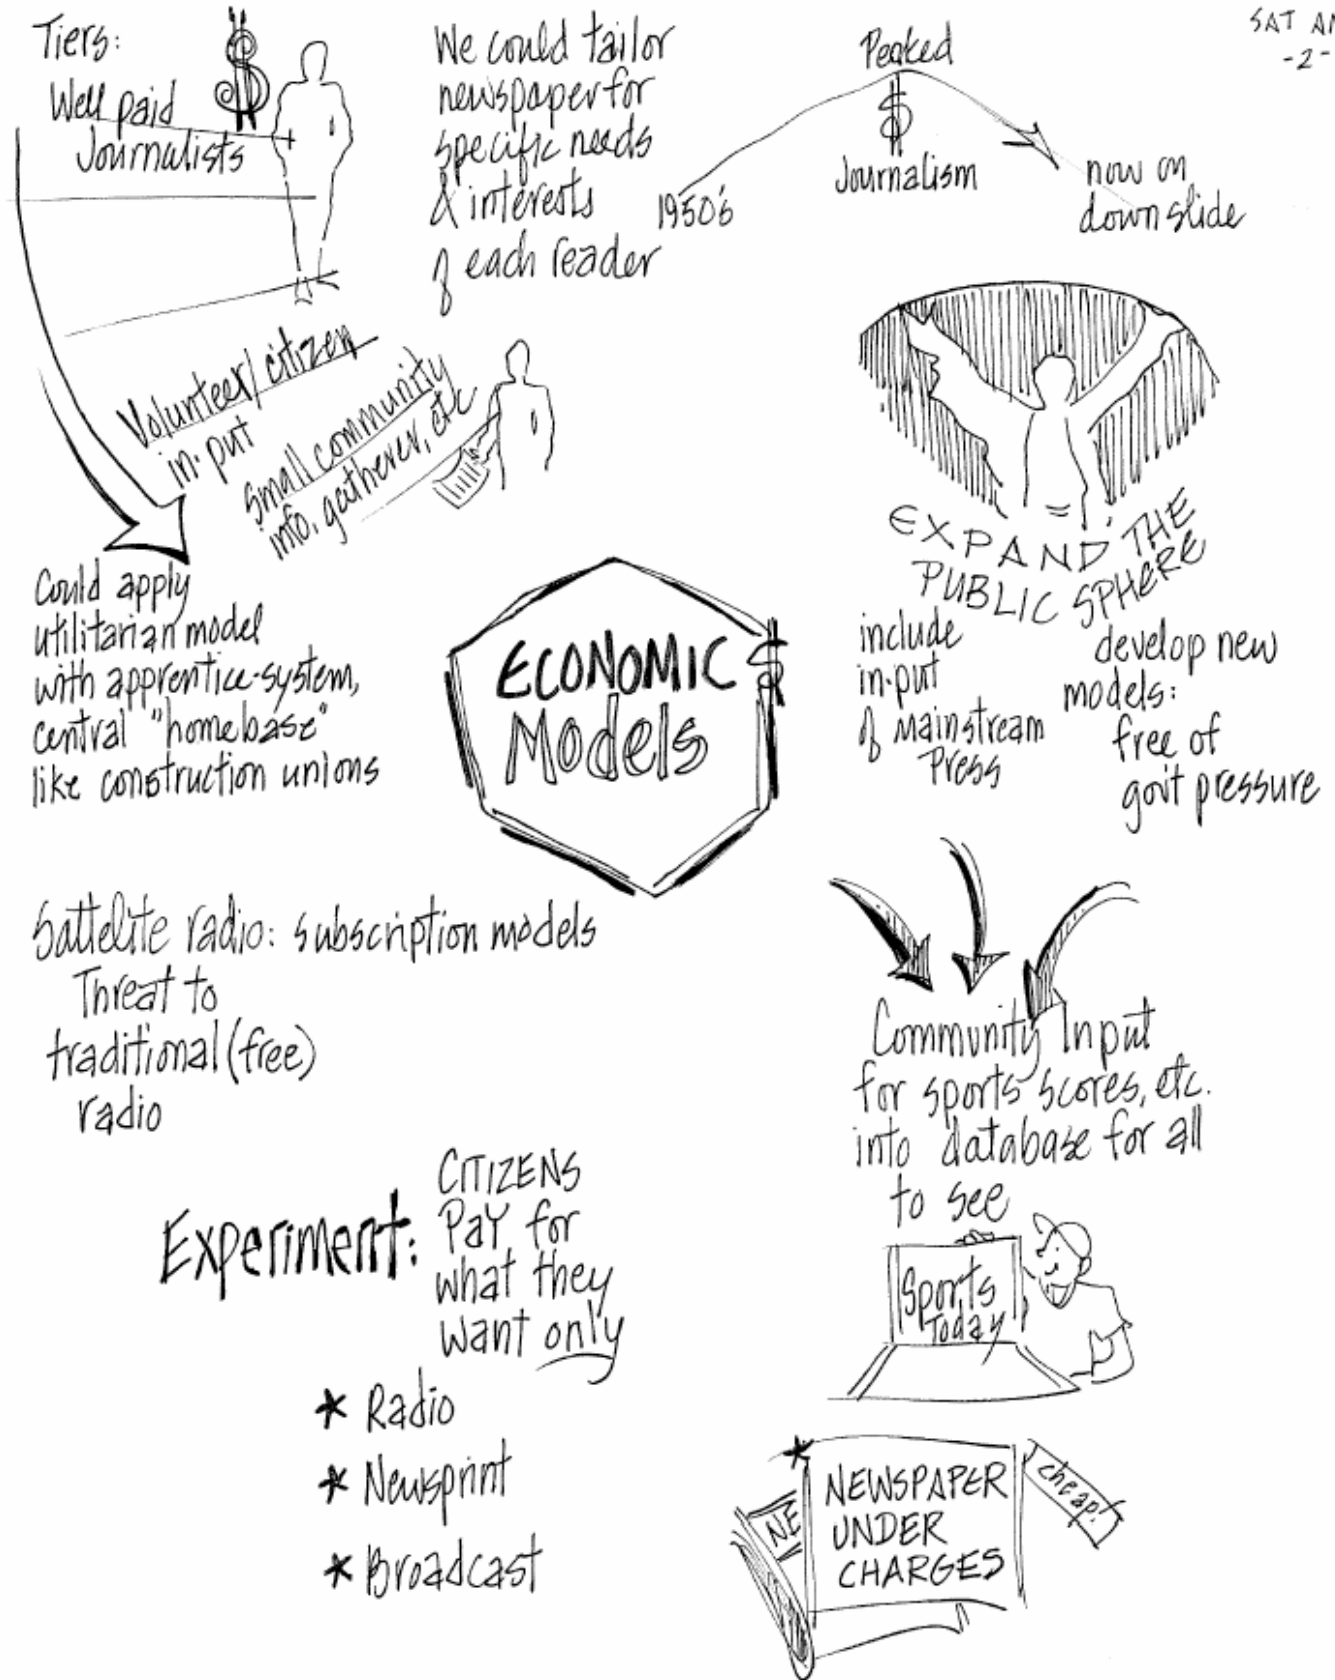 SAT AM
-2-
Tiers:
Well paid
Journalists
We could tailor
newspaper for
specific needs
& interests
of each reader
Peaked
$
Journalism
1950's
now on
down slide
Volunteer/citizen
in-put
Small community
info, gatherer, etc
Could apply
utilitarian model
with apprentice-system,
central "homebase"
like construction unions
ECONOMIC $
Models
EXPAND THE
PUBLIC SPHERE
include
in-put
of mainstream
Press
develop new
models:
free of
gov't pressure
Sattelite radio: subscription models
Threat to
traditional (free)
radio
Community Input
for sports scores, etc.
into database for all
to see
Sports
Today
Experiment:
CITIZENS
PAY for
what they
want only
* Radio
* Newsprint
* Broadcast
* NEWSPAPER
UNDER
CHARGES
NE
cheap!